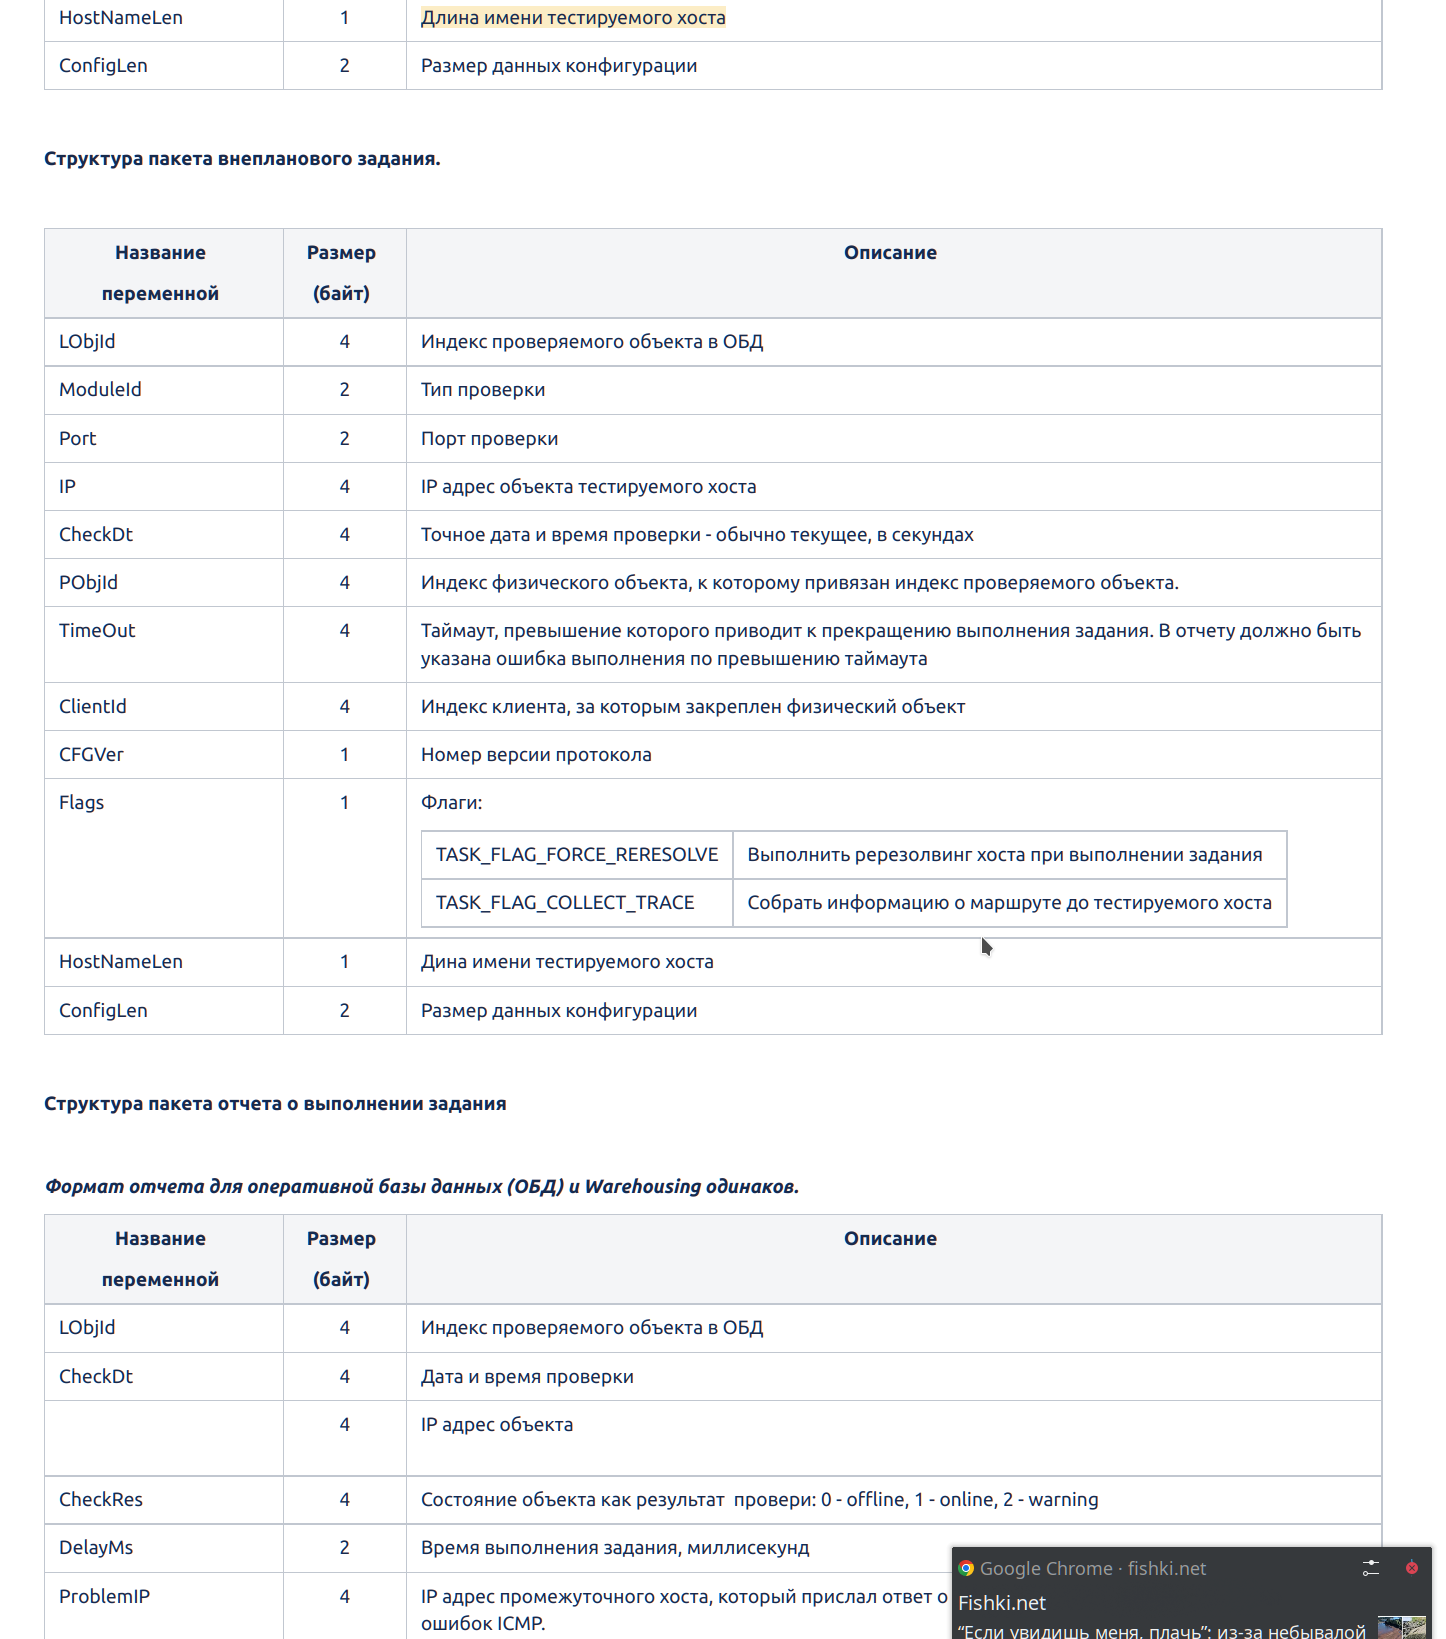 HostNameLen 1 Длина имени тестируемого хоста
ConfigLen 2 Размер данных конфигурации
Структура пакета внепланового задания.
Название Размер Описание
переменной (байт)
LObjId 4 Индекс проверяемого объекта в ОБД
ModuleId 2 Тип проверки
Port 2 Порт проверки
IP 4 IP адрес объекта тестируемого хоста
CheckDt 4 Точное дата и время проверки - обычно текущее, в секундах
PObjId 4 Индекс физического объекта, к которому привязан индекс проверяемого объекта.
TimeOut 4 Таймаут, превышение которого приводит к прекращению выполнения задания. В отчету должно быть
указана ошибка выполнения по превышению таймаута
ClientId 4 Индекс клиента, за которым закреплен физический объект
CFGVer 1 Номер версии протокола
Flags 1 Флаги:
TASK_FLAG_FORCE_RERESOLVE Выполнить ререзолвинг хоста при выполнении задания
TASK_FLAG_COLLECT_TRACE Собрать информацию о маршруте до тестируемого хоста
HostNameLen 1 Дина имени тестируемого хоста
ConfigLen 2 Размер данных конфигурации
Структура пакета отчета о выполнении задания
Формат отчета для оперативной базы данных (ОБД) и Warehousing одинаков.
Название Размер Описание
переменной (байт)
LObjId 4 Индекс проверяемого объекта в ОБД
CheckDt 4 Дата и время проверки
4 IP адрес объекта
CheckRes 4 Состояние объекта как результат провери: 0 - offline, 1 - online, 2 - warning
DelayMs 2 Время выполнения задания, миллисекунд
ProblemIP 4 IP адрес промежуточного хоста, который прислал ответ о
ошибок ICMP.
Google Chrome · fishki.net
Fishki.net
“Если увидишь меня, плачь”: из-за небывалой